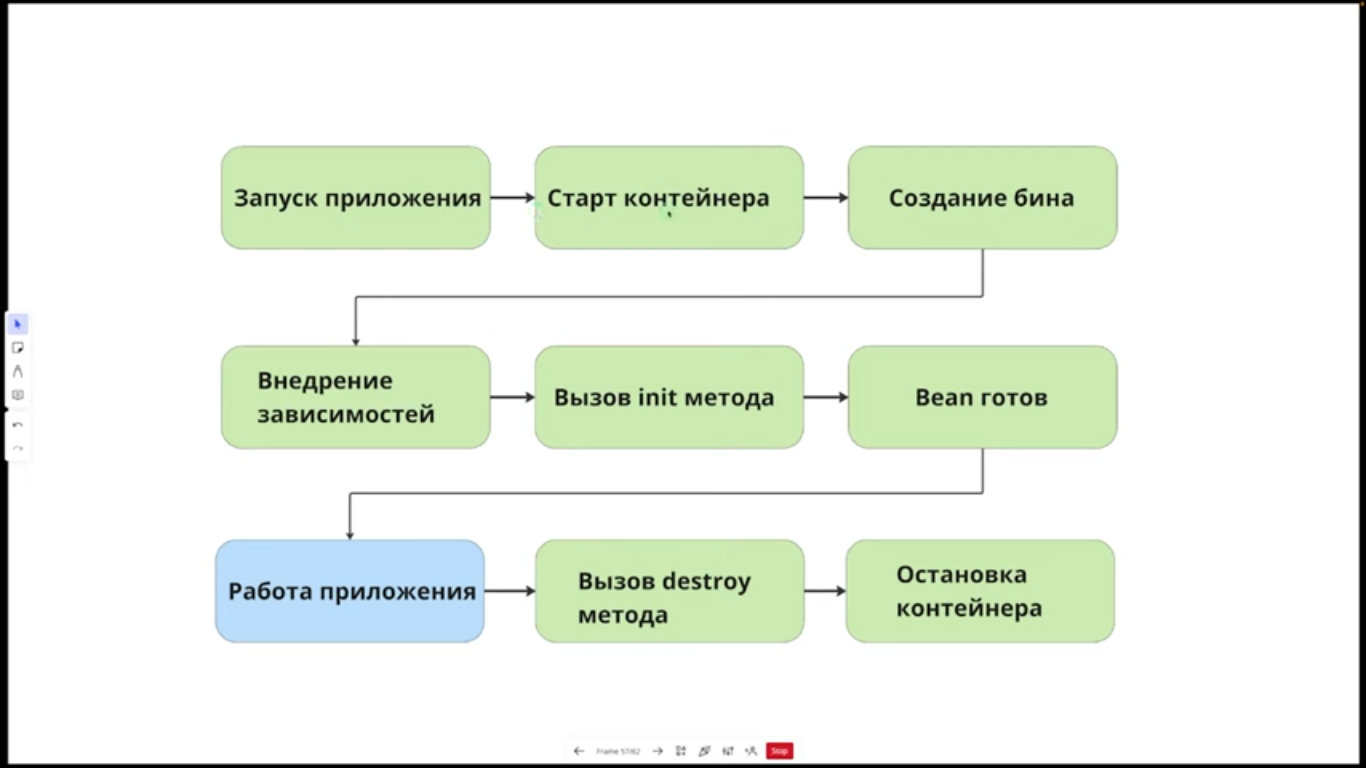 Запуск приложения
Старт контейнера
Создание бина
Внедрение
зависимостей
Вызов init метода
Bean готов
Работа приложения
Вызов destroy
метода
Остановка
контейнера
Frame 57/62
Stop